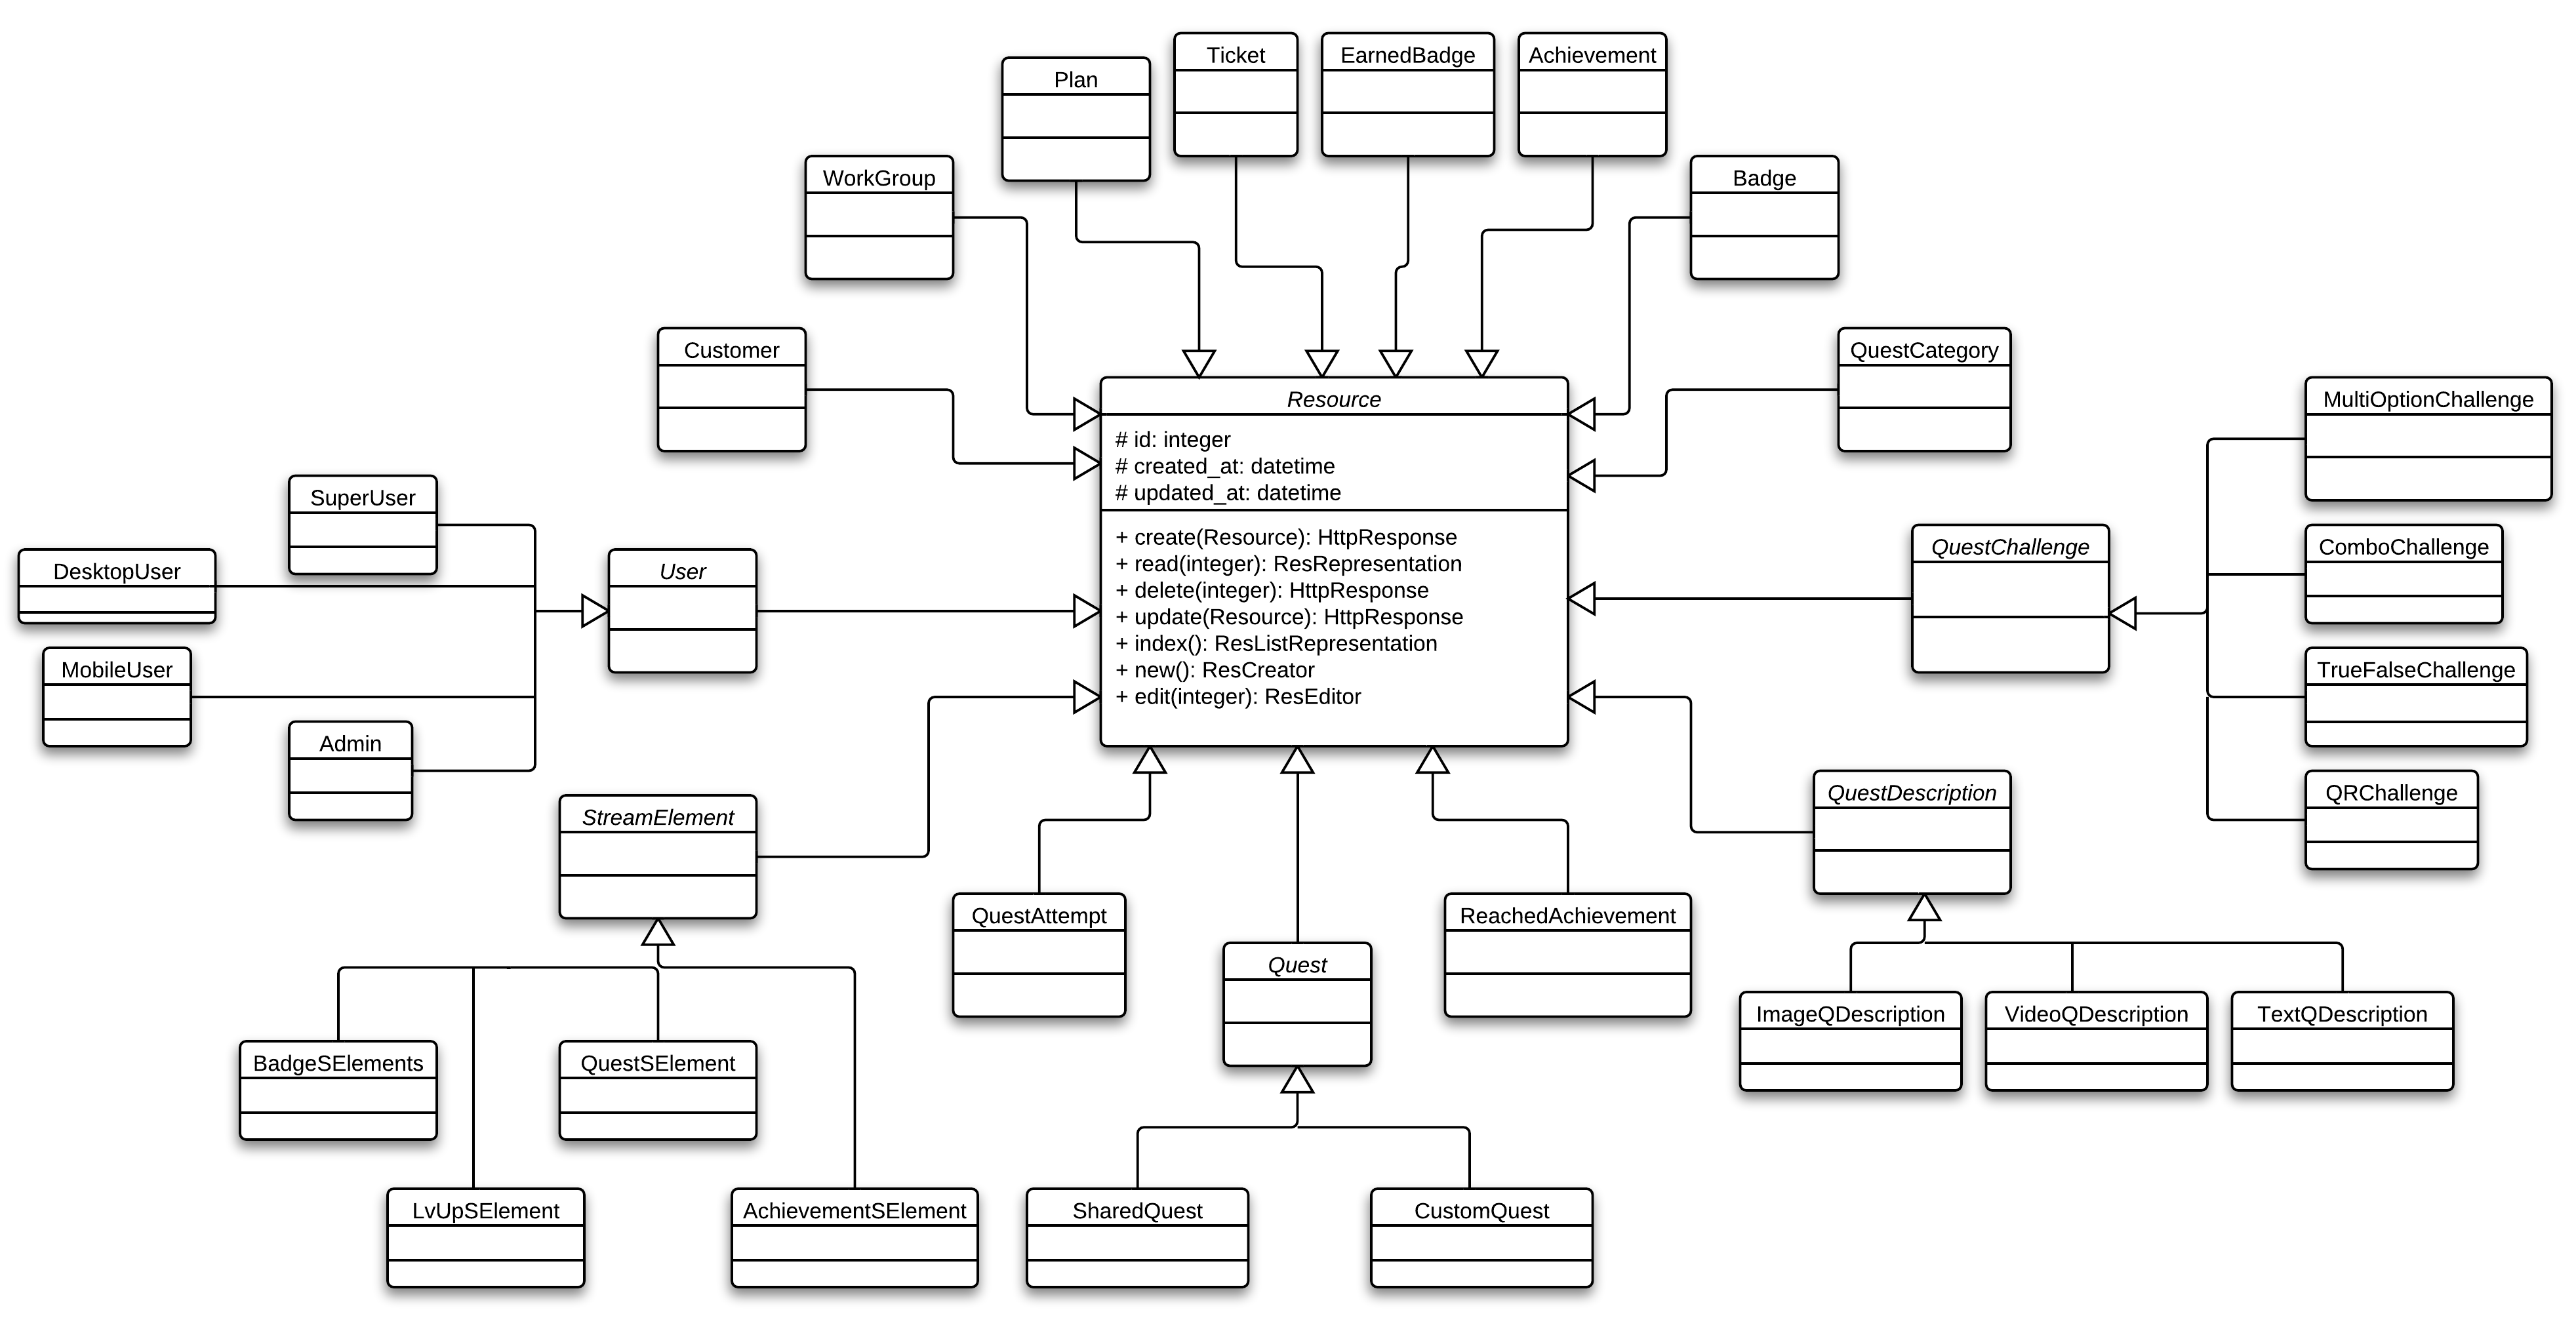 Ticket
EarnedBadge
Achievement
Plan
WorkGroup
Badge
Customer
QuestCategory
Resource
# id: integer
# created_at: datetime
# updated_at: datetime
+ create(Resource): HttpResponse
+ read(integer): ResRepresentation
+ delete(integer): HttpResponse
+ update(Resource): HttpResponse
+ index(): ResListRepresentation
+ new(): ResCreator
+ edit(integer): ResEditor
MultiOptionChallenge
SuperUser
QuestChallenge
ComboChallenge
DesktopUser
User
MobileUser
TrueFalseChallenge
Admin
QuestDescription
QRChallenge
StreamElement
QuestAttempt
ReachedAchievement
Quest
ImageQDescription
VideoQDescription
TextQDescription
BadgeSElements
QuestSElement
LvUpSElement
AchievementSElement
SharedQuest
CustomQuest